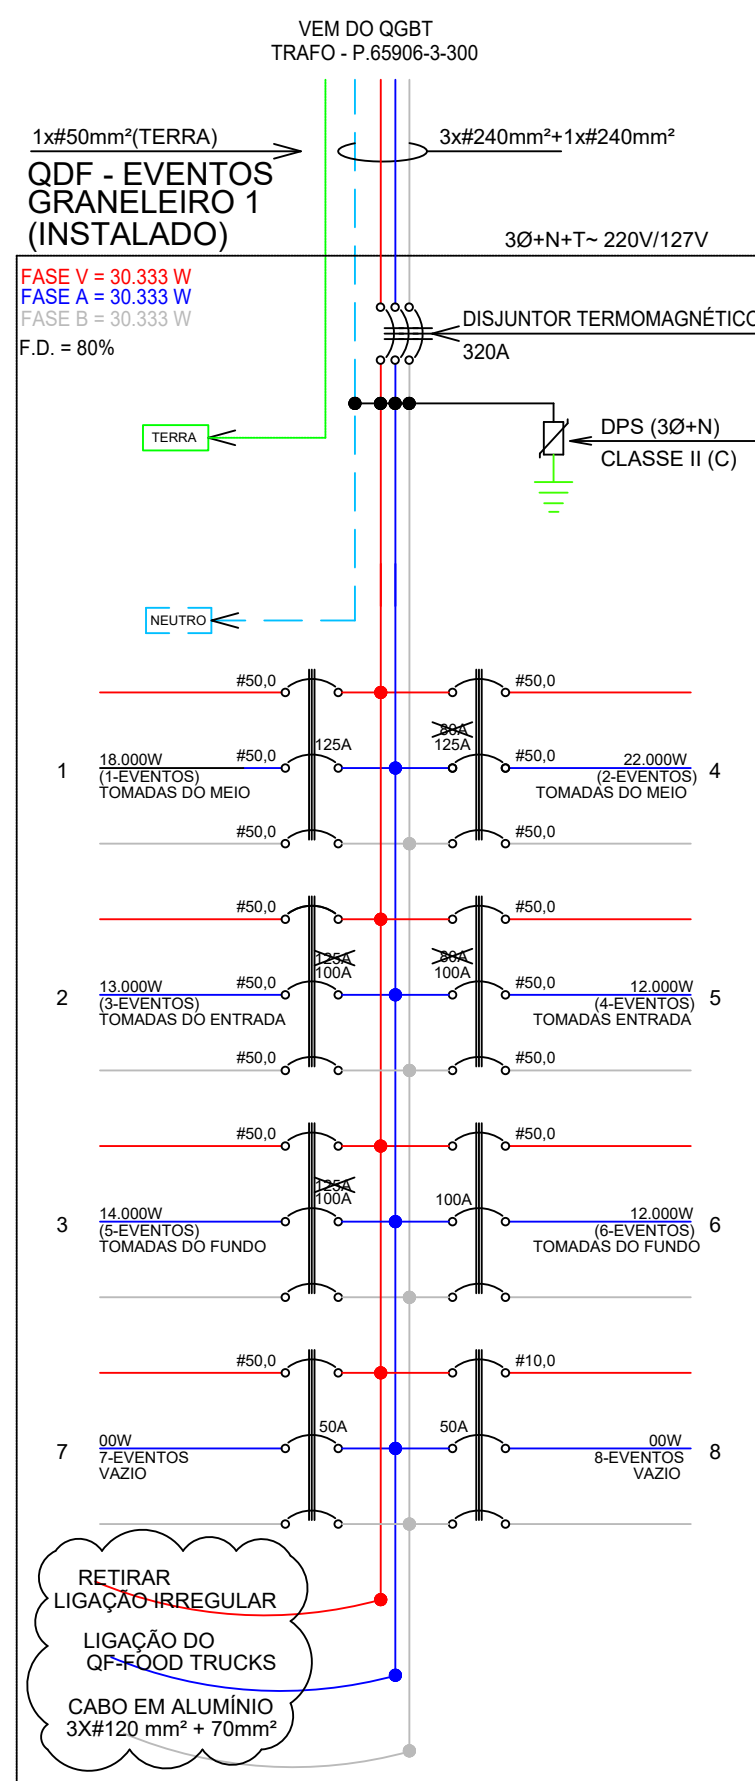 VEM DO QGBT
TRAFO - P.65906-3-300
1x#50mm²(TERRA)
3x#240mm²+1x#240mm²
QDF - EVENTOS
GRANELEIRO 1
(INSTALADO)
3Ø+N+T~ 220V/127V
FASE V = 30.333 W
FASE A = 30.333 W
FASE B = 30.333 W
F.D. = 80%
DISJUNTOR TERMOMAGNÉTICO
320A
TERRA
DPS (3Ø+N)
CLASSE II (C)
NEUTRO
#50,0
#50,0
80A
125A
125A
1
18.000W
#50,0
(1-EVENTOS)
TOMADAS DO MEIO
#50,0
22.000W
(2-EVENTOS)
TOMADAS DO MEIO
4
#50,0
#50,0
#50,0
#50,0
125A
100A
80A
100A
2
13.000W
#50,0
(3-EVENTOS)
TOMADAS DO ENTRADA
#50,0
12.000W
(4-EVENTOS)
TOMADAS ENTRADA
5
#50,0
#50,0
#50,0
#50,0
125A
100A
100A
3
14.000W
#50,0
(5-EVENTOS)
TOMADAS DO FUNDO
#50,0
12.000W
(6-EVENTOS)
TOMADAS DO FUNDO
6
#50,0
#10,0
50A
50A
7
00W
7-EVENTOS
VAZIO
00W
8-EVENTOS
VAZIO
8
RETIRAR
LIGAÇÃO IRREGULAR
LIGAÇÃO DO
QF-FOOD TRUCKS
CABO EM ALUMÍNIO
3X#120 mm² + 70mm²